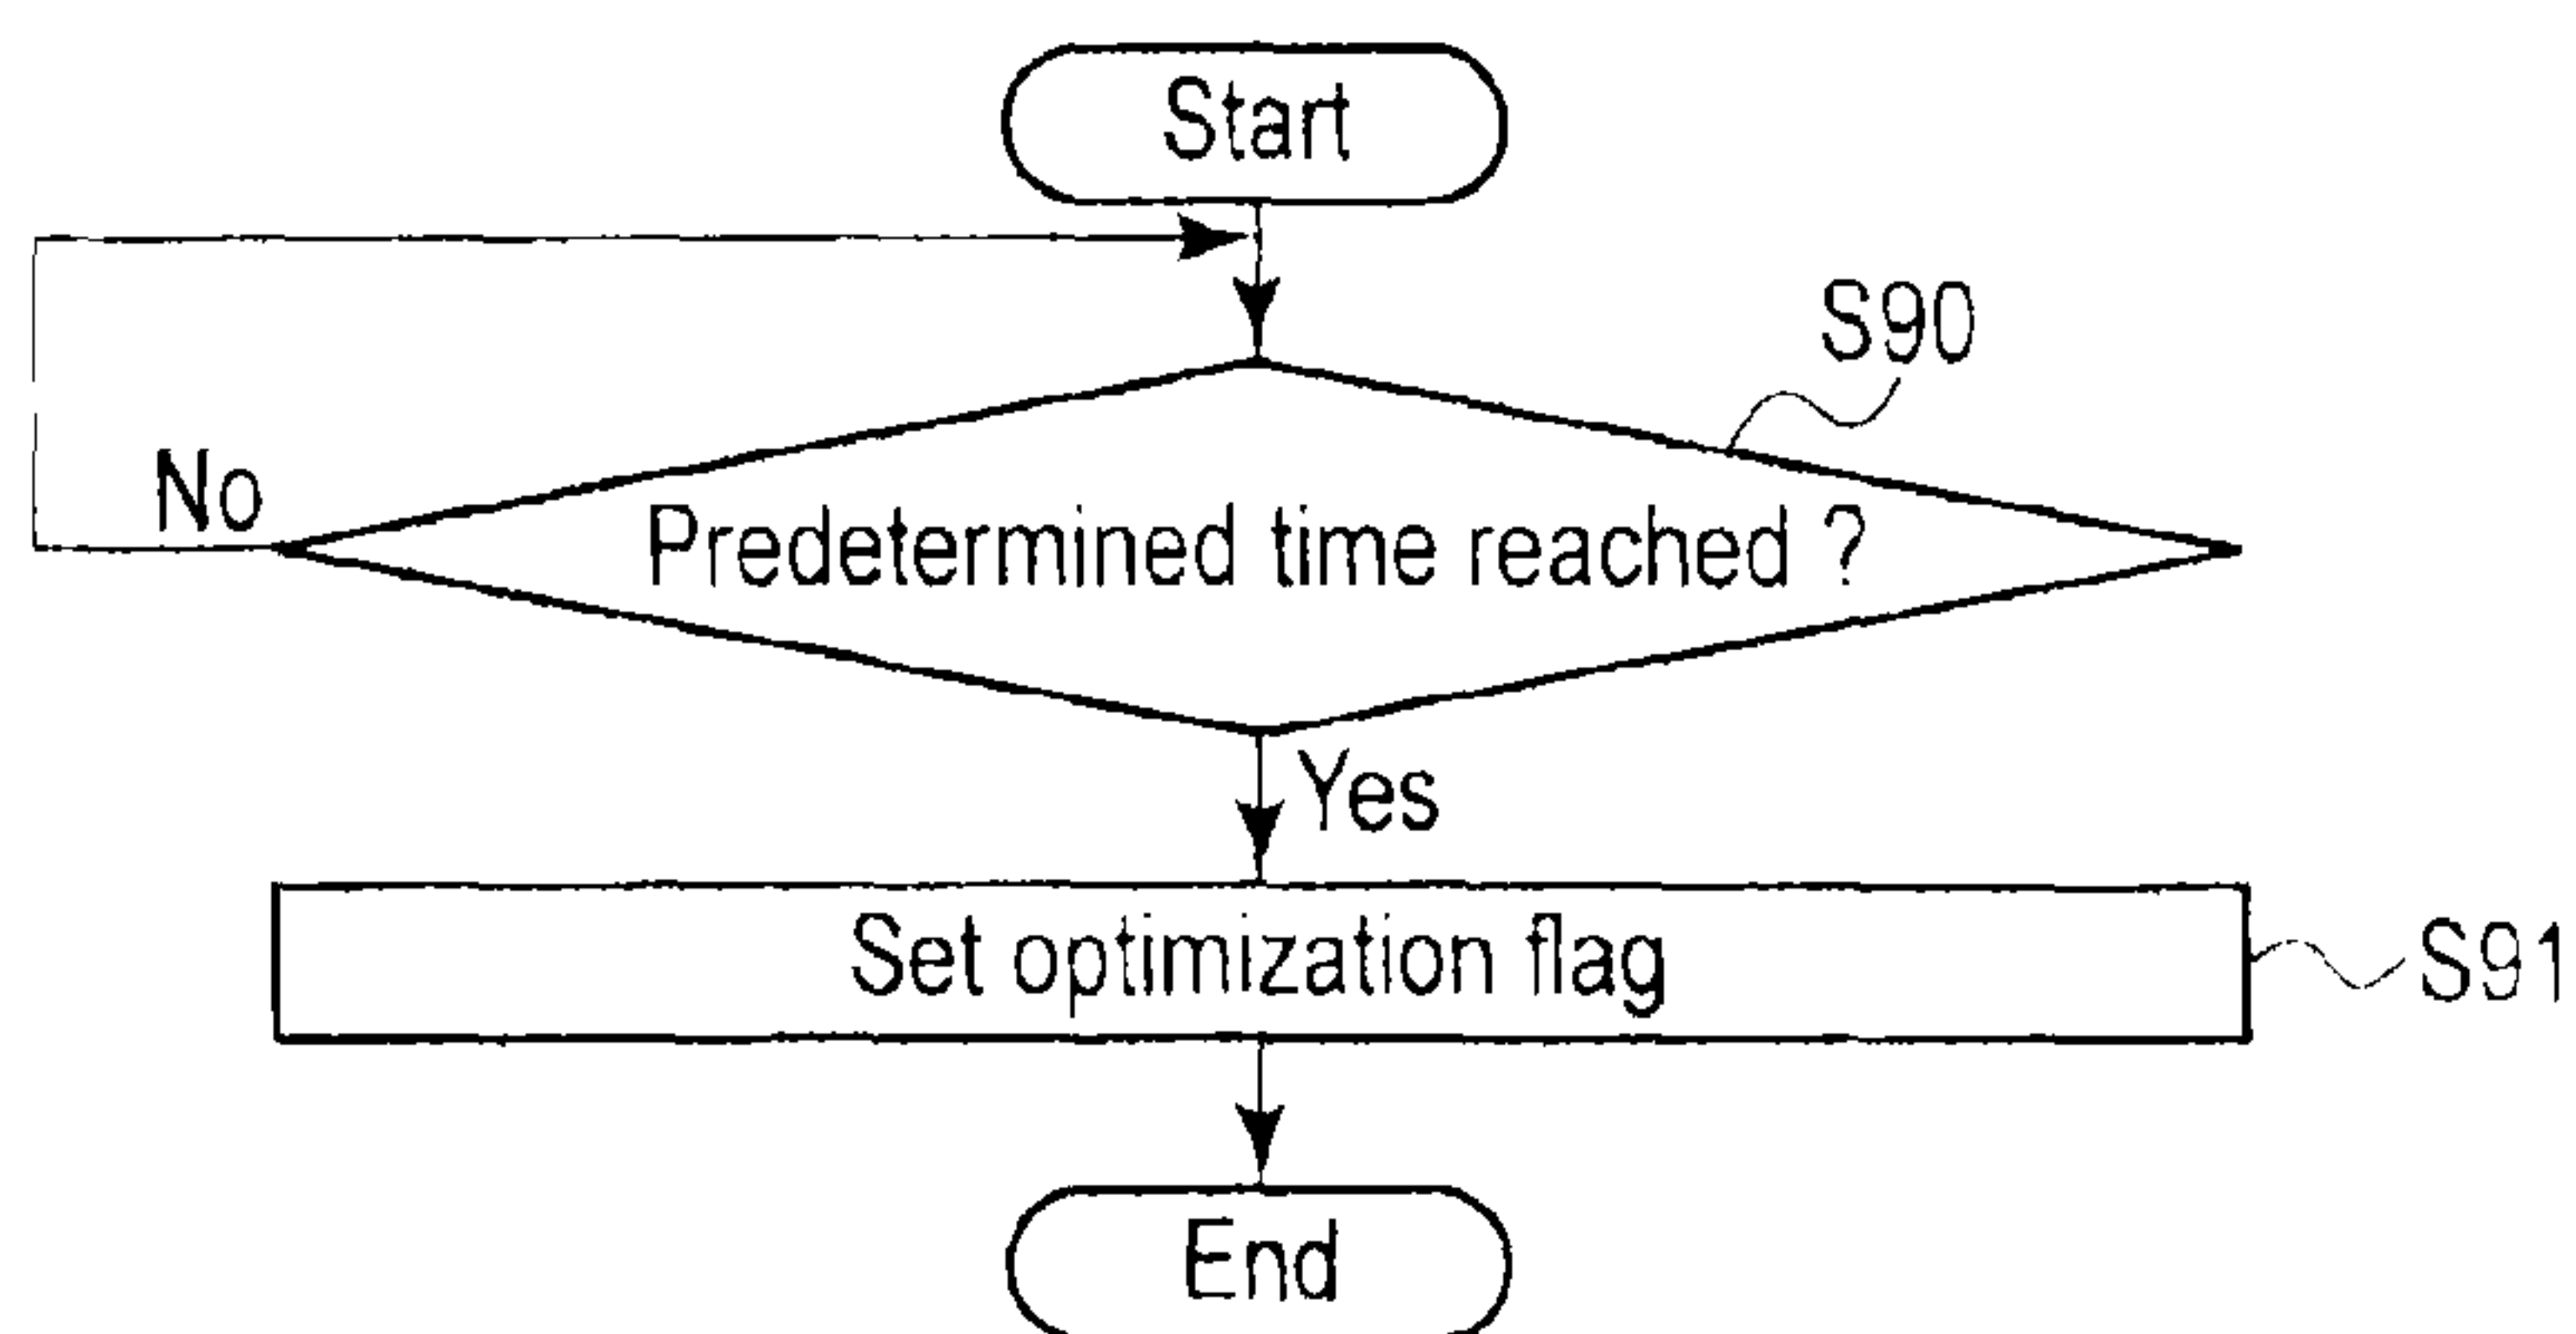 Start
S90
No
Predetermined time reached ?
Yes
Set optimization flag
S91
End